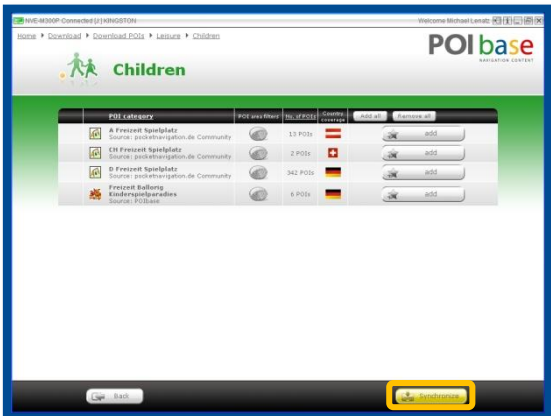 NVE-M300P Connected [J:] KINGSTON
Welcome Michael Lenatz
Home Download Download POIs Leisure Children
POIbase
NAVIGATION CONTENT
Children
POI category POI area filters No. of POIs Country coverage Add all Remove all
A Freizeit Spielplatz
Source: pocketnavigation.de Community
13 POIs
add
CH Freizeit Spielplatz
Source: pocketnavigation.de Community
2 POIs
add
D Freizeit Spielplatz
Source: pocketnavigation.de Community
342 POIs
add
Freizeit Ballorig
Kinderspielparadies
Source: POIbase
6 POIs
add
Back
Synchronize